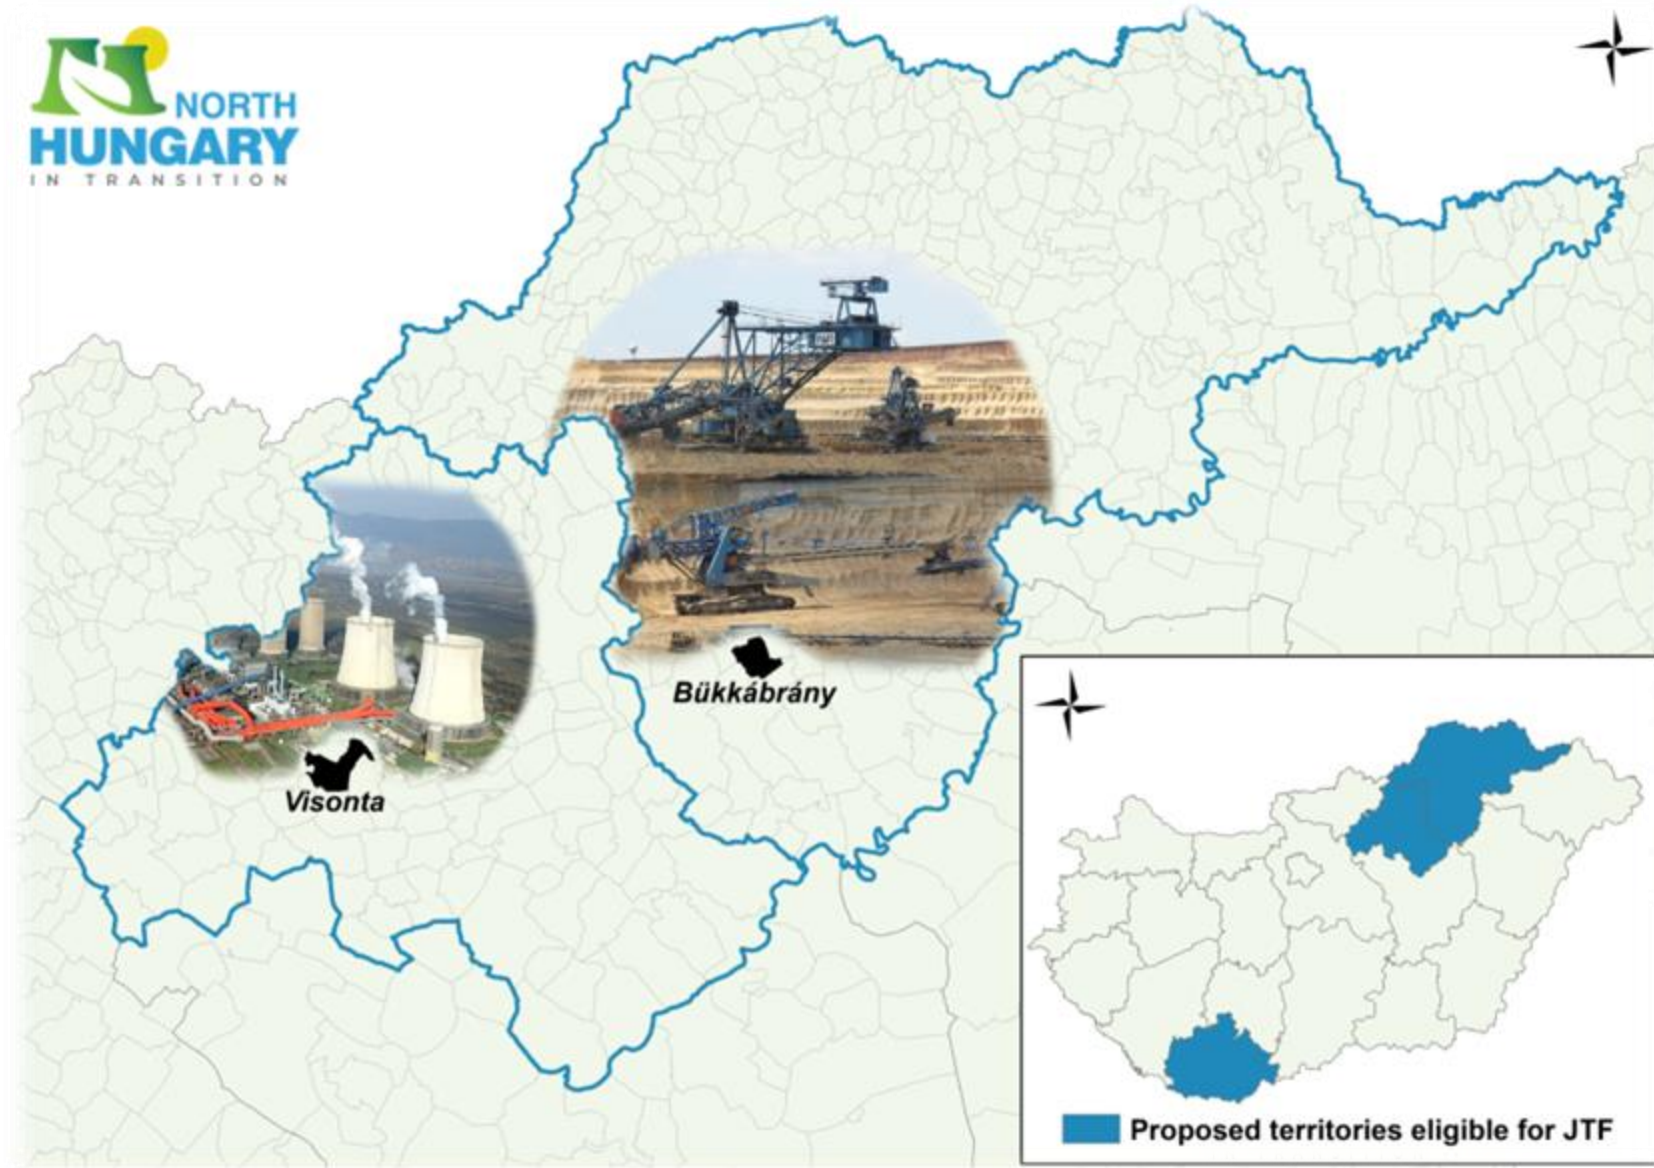 NORTH
HUNGARY
IN TRANSITION
Bükkábrány
Visonta
Proposed territories eligible for JTF